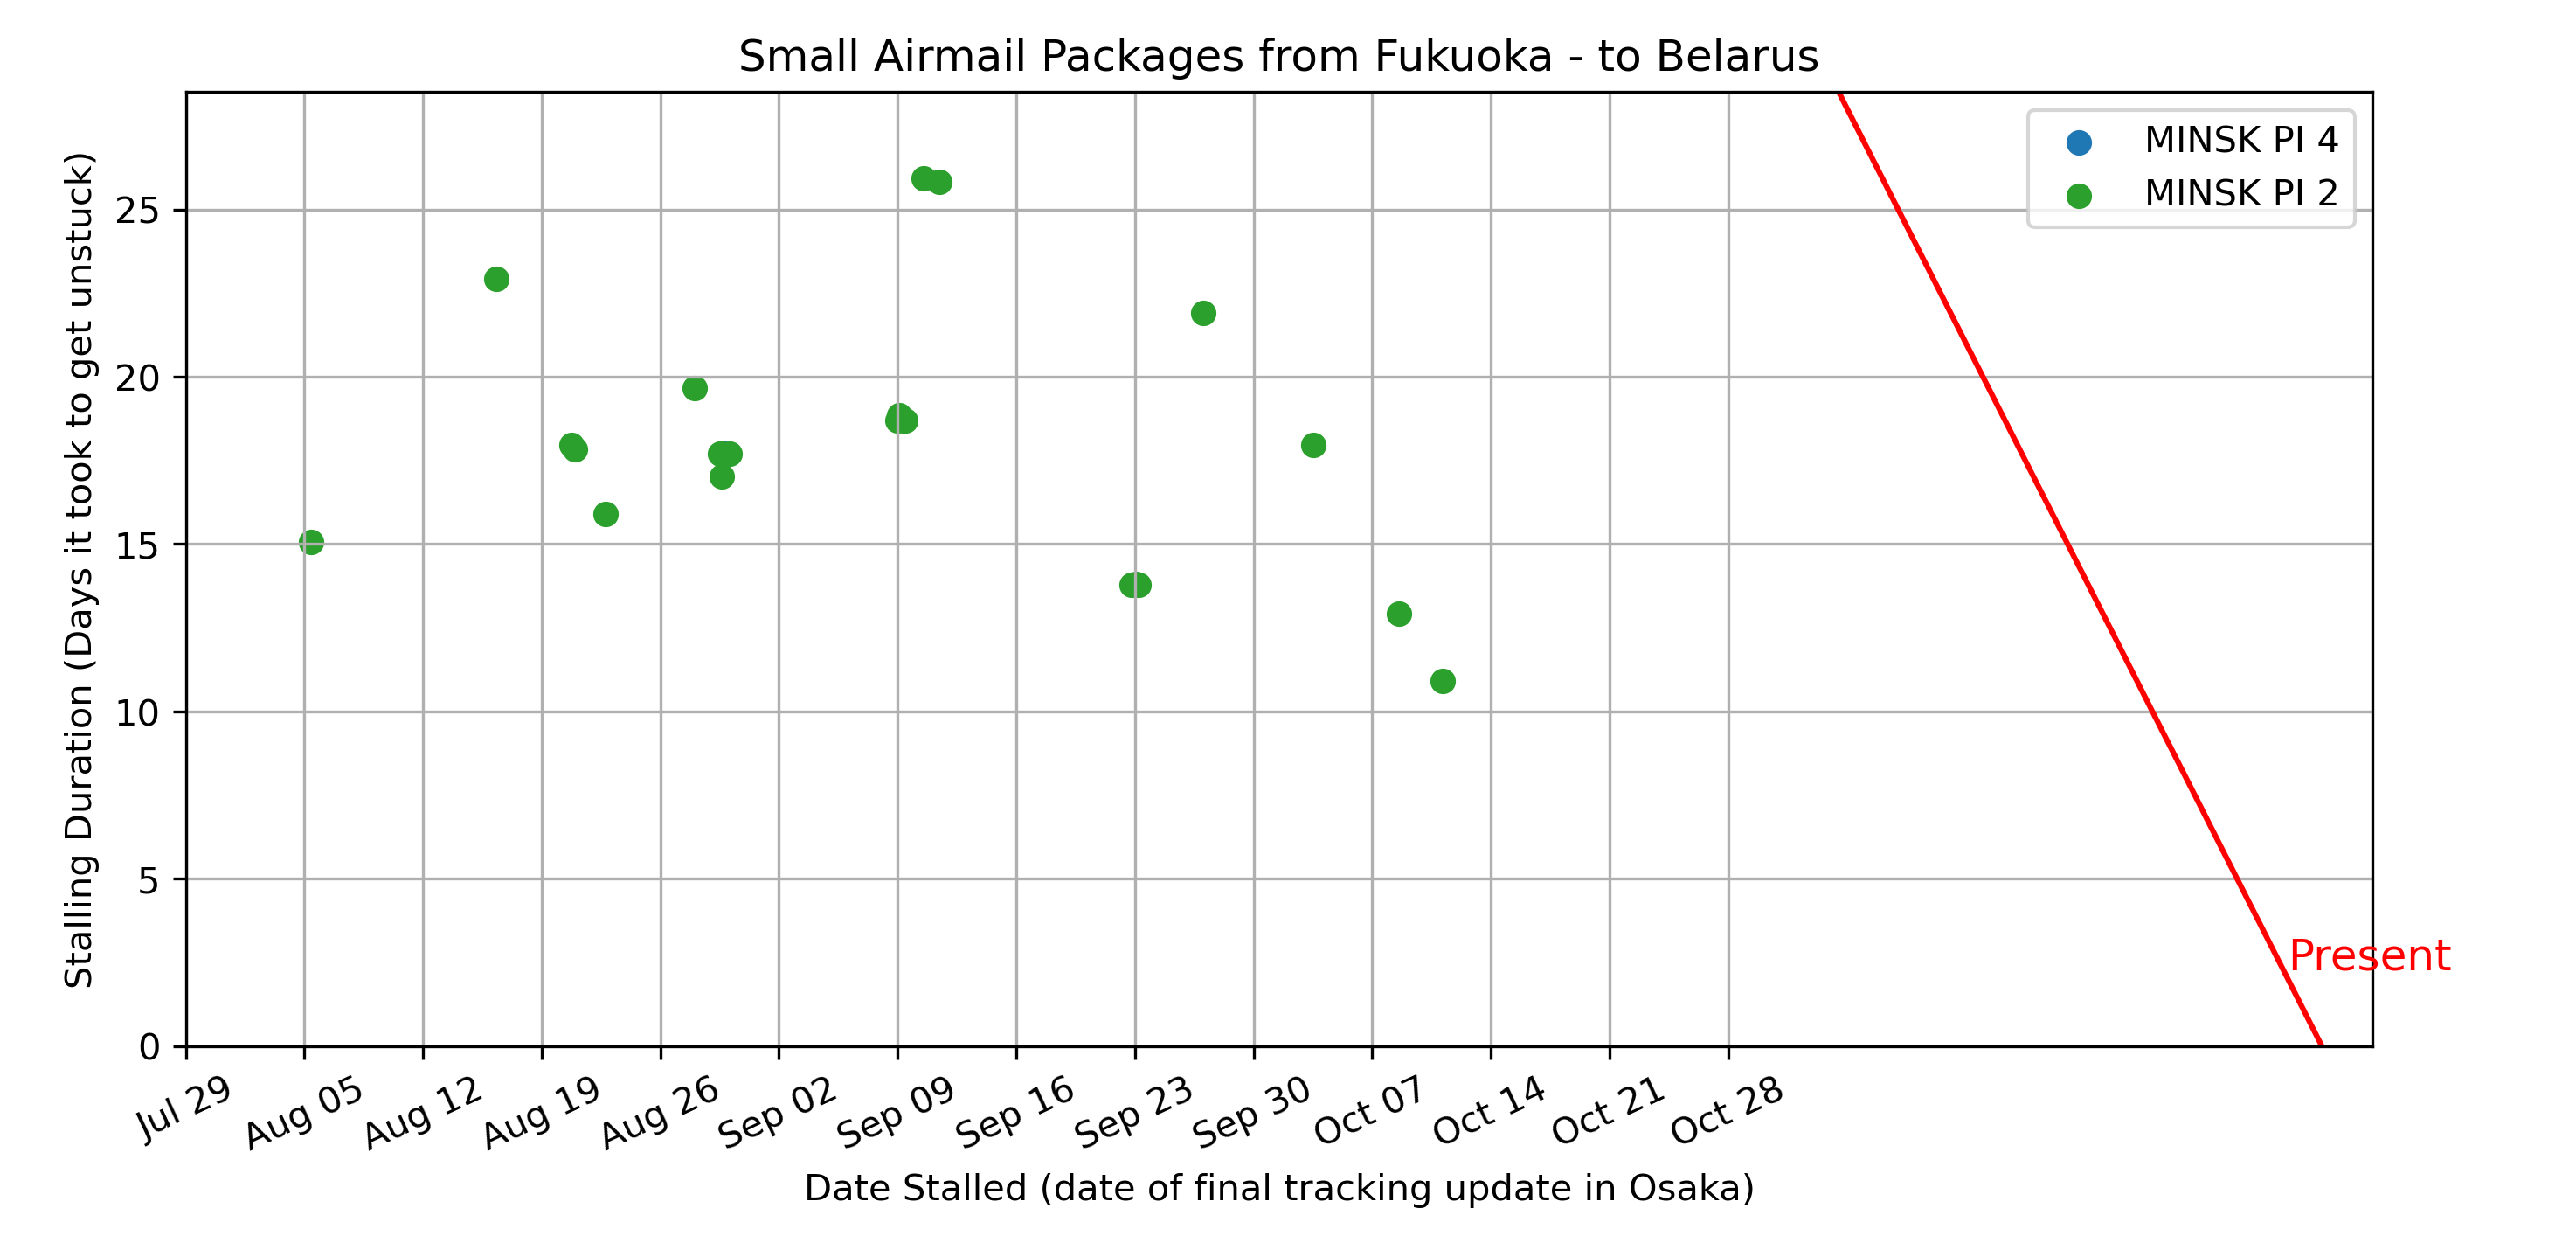 Small Airmail Packages from Fukuoka - to Belarus
MINSK PI 4
MINSK PI 2
Stalling Duration (Days it took to get unstuck)
25
20
15
10
5
0
Present
Jul 29
Aug 05
Aug 12
Aug 19
Aug 26
Sep 02
Sep 09
Sep 16
Sep 23
Sep 30
Oct 07
Oct 14
Oct 21
Oct 28
Date Stalled (date of final tracking update in Osaka)